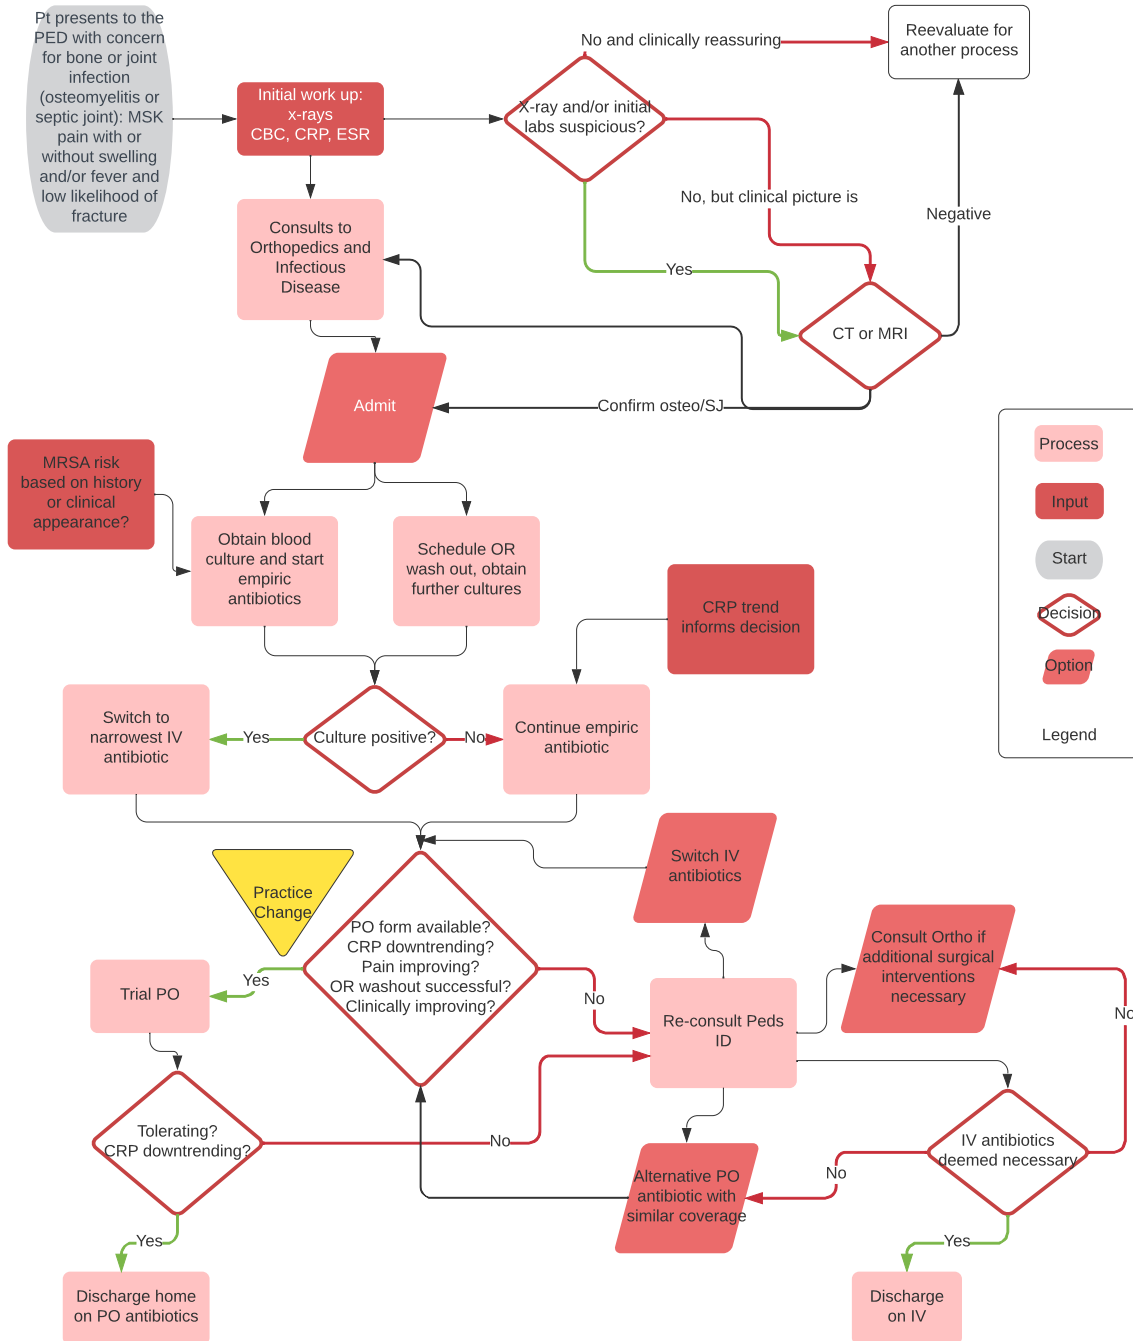 Pt presents to the
PED with concern
for bone or joint
infection
(osteomyelitis or
septic joint): MSK
pain with or
without swelling
and/or fever and
low likelihood of
fracture
Initial work up:
x-rays
CBC, CRP, ESR
X-ray and/or initial
labs suspicious?
No and clinically reassuring
Reevaluate for
another process
No, but clinical picture is
Negative
Yes
CT or MRI
Consults to
Orthopedics and
Infectious
Disease
Confirm osteo/SJ
Admit
MRSA risk
based on history
or clinical
appearance?
Obtain blood
culture and start
empiric
antibiotics
Schedule OR
wash out, obtain
further cultures
CRP trend
informs decision
Process
Input
Start
Decision
Option
Legend
Switch to
narrowest IV
antibiotic
Yes
Culture positive?
No
Continue empiric
antibiotic
Practice
Change
PO form available?
CRP downtrending?
Pain improving?
OR washout successful?
Clinically improving?
Switch IV
antibiotics
Consult Ortho if
additional surgical
interventions
necessary
Yes
No
No
Trial PO
Re-consult Peds
ID
Tolerating?
CRP downtrending?
No
IV antibiotics
deemed necessary
No
Alternative PO
antibiotic with
similar coverage
Yes
Yes
Discharge home
on PO antibiotics
Discharge
on IV